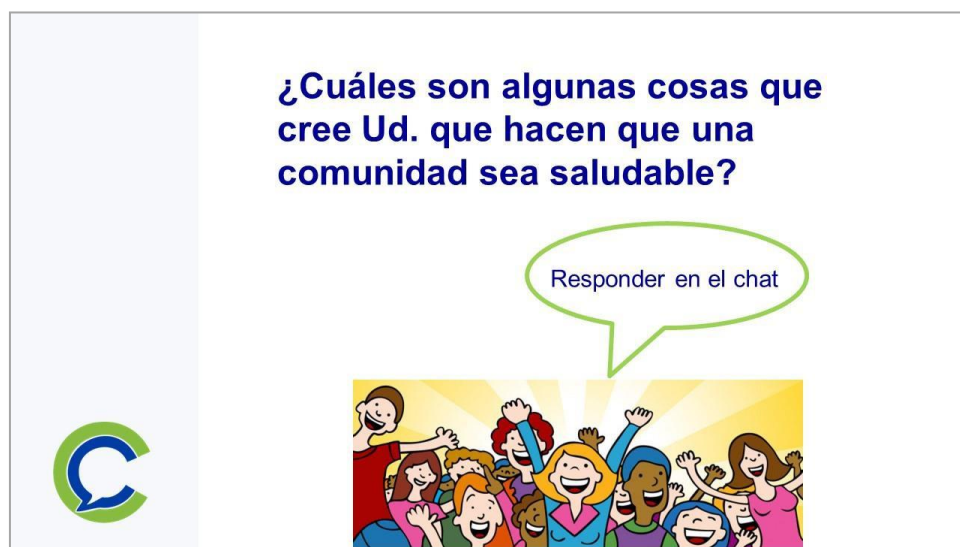 ¿Cuáles son algunas cosas que
cree Ud. que hacen que una
comunidad sea saludable?
Responder en el chat